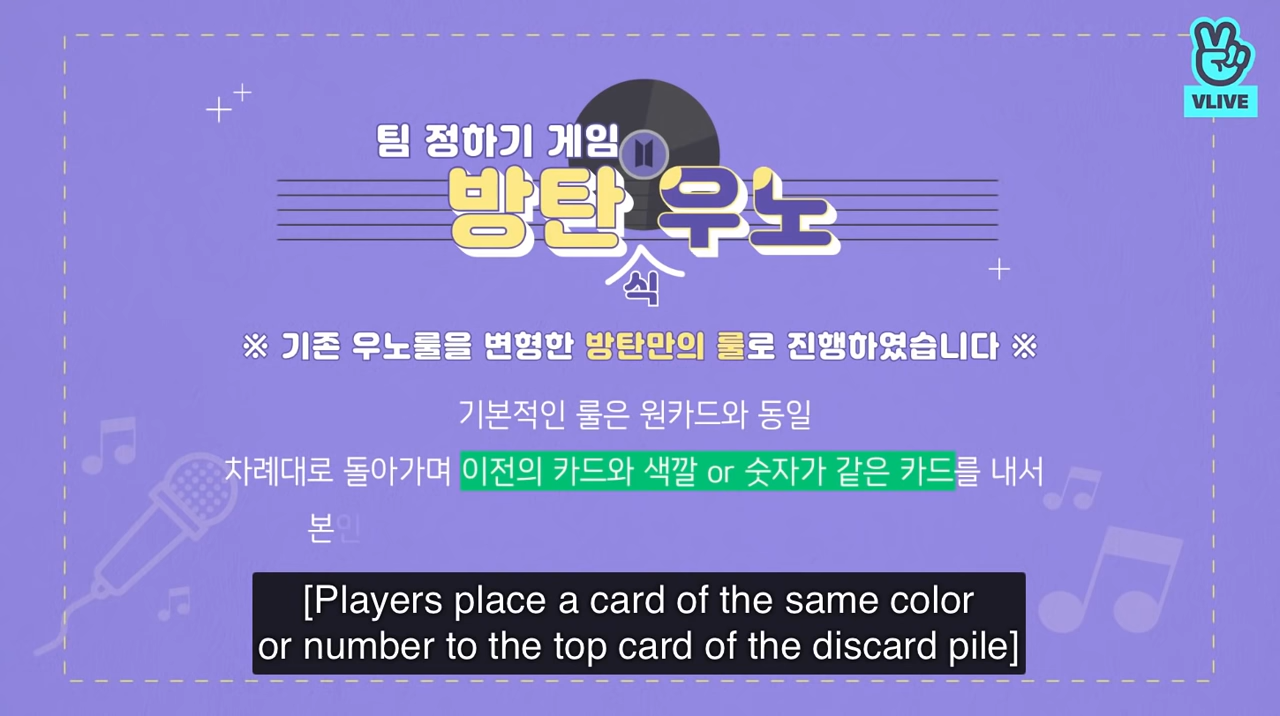 VLIVE
팀 정하기 게임
방탄 우노
식
※ 기존 우노룰을 변형한 방탄만의 룰로 진행하였습니다 ※
기본적인 룰은 원카드와 동일
차례대로 돌아가며 이전의 카드와 색깔 or 숫자가 같은 카드를 내서
본인
[Players place a card of the same color
or number to the top card of the discard pile]